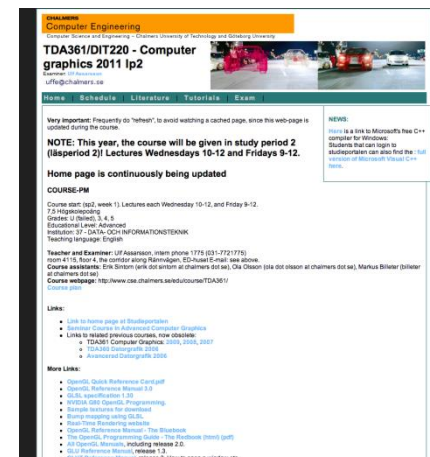 CHALMERS
Computer Engineering
Computer Science and Engineering - Chalmers University of Technology and Göteborg University
TDA361/DIT220 - Computer
graphics 2011 lp2
Examiner: Ulf Assarsson
uffe@chalmers.se
Home | Schedule | Literature | Tutorials | Exam |
Very important: Frequently do "refresh", to avoid watching a cached page, since this web-page is
updated during the course.
NOTE: This year, the course will be given in study period 2
(läsperiod 2)! Lectures Wednesdays 10-12 and Fridays 9-12.
Home page is continuously being updated
COURSE-PM
Course start: (sp2, week 1). Lectures each Wednesday 10-12, and Friday 9-12.
7,5 Högskolepoäng
Grades: U (failed), 3, 4, 5
Educational Level: Advanced
Institution: 37 - DATA- OCH INFORMATIONSTEKNIK
Teaching language: English
Teacher and Examiner: Ulf Assarsson, intern phone 1775 (031-7721775)
room 4115, floor 4, the corridor along Rännvägen, ED-huset E-mail: see above.
Course assistants: Erik Sintorn (erik dot sintorn at chalmers dot se), Ola Olsson (ola dot olsson at chalmers dot se), Markus Billeter (billeter
at chalmers dot se)
Course webpage: http://www.cse.chalmers.se/edu/course/TDA361/
Course plan
Links:
Link to home page at Studieportalen
Seminar Course in Advanced Computer Graphics
Links to related previous courses, now obsolete:
TDA361 Computer Graphics: 2009, 2008, 2007
TDA360 Datorgrafik 2006
Avancerad Datorgrafik 2006
More Links:
OpenGL Quick Reference Card.pdf
OpenGL Reference Manual 3.0
GLSL specification 1.30
NVIDIA G80 OpenGL Programming.
Sample textures for download
Bump mapping using GLSL
Real-Time Rendering website
OpenGL Reference Manual - The Bluebook
The OpenGL Programming Guide - The Redbook (html) (pdf)
All OpenGL Manuals, including release 2.0.
GLU Reference Manual, release 1.3.
NEWS:
Here is a link to Microsoft's free C++
compiler for Windows:
Students that can login to
studieportalen can also find the : full
version of Microsoft Visual C++
here.